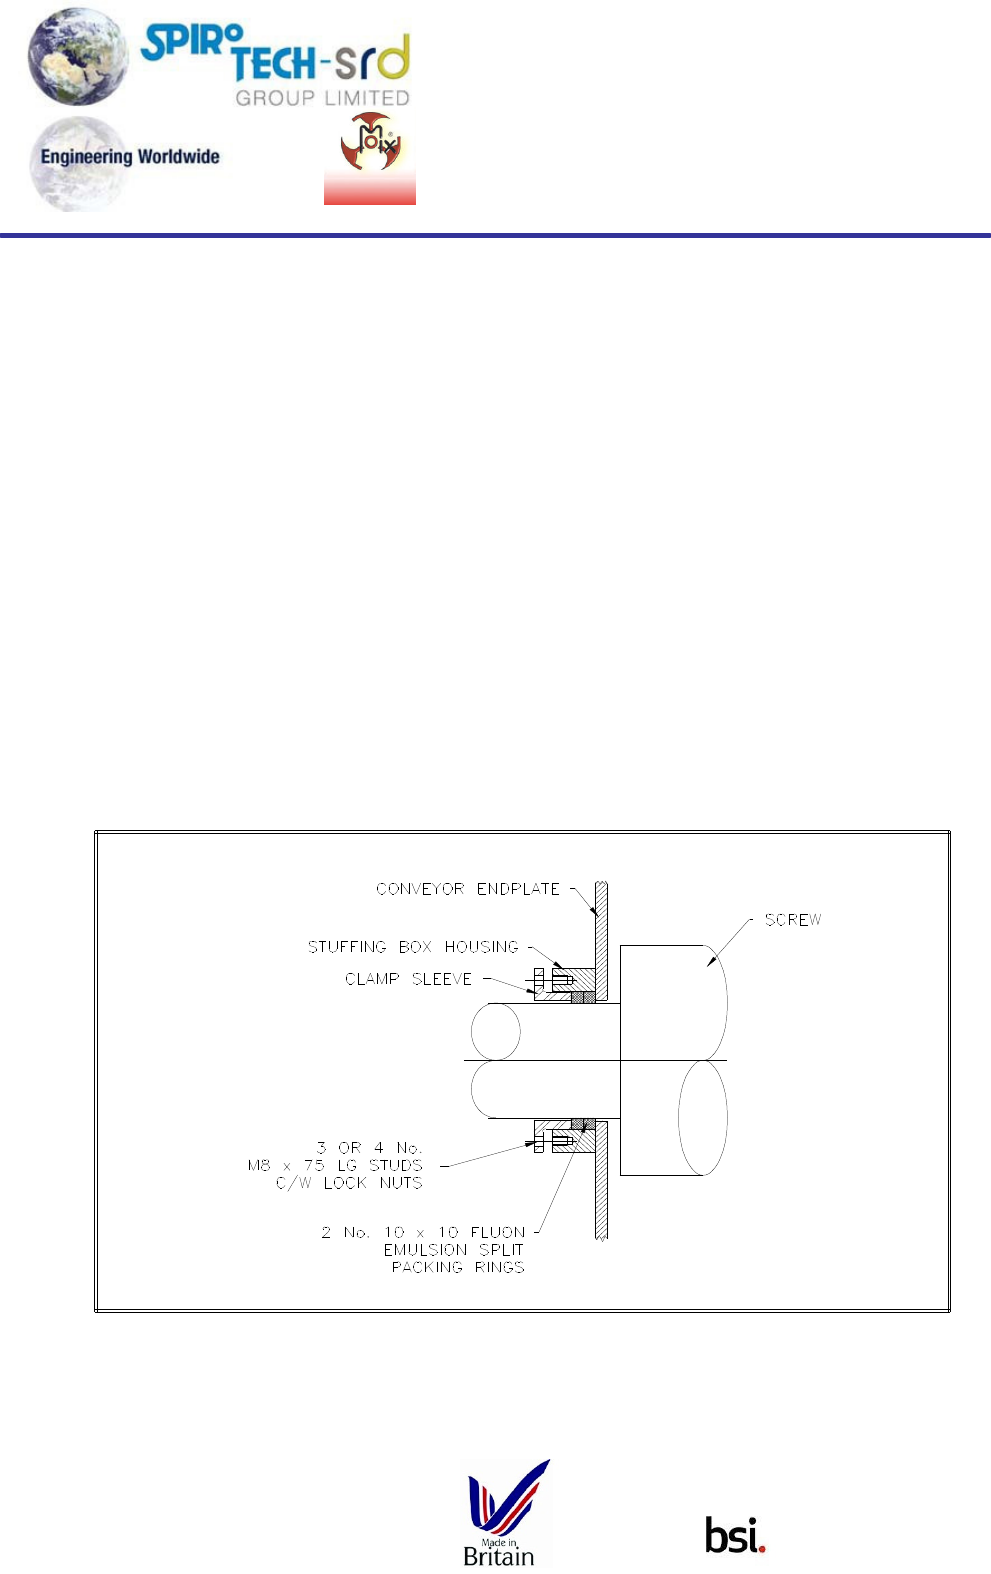 SPIRO
TECH-srd
GROUP LIMITED
Engineering Worldwide
Moix®
CONVEYOR ENDPLATE
SCREW
STUFFING BOX HOUSING
CLAMP SLEEVE
3 OR 4 No.
M8 x 75 LG STUDS
C/W LOCK NUTS
2 No. 10 x 10 FLUON
EMULSION SPLIT
PACKING RINGS
Made in
Britain
bsi.